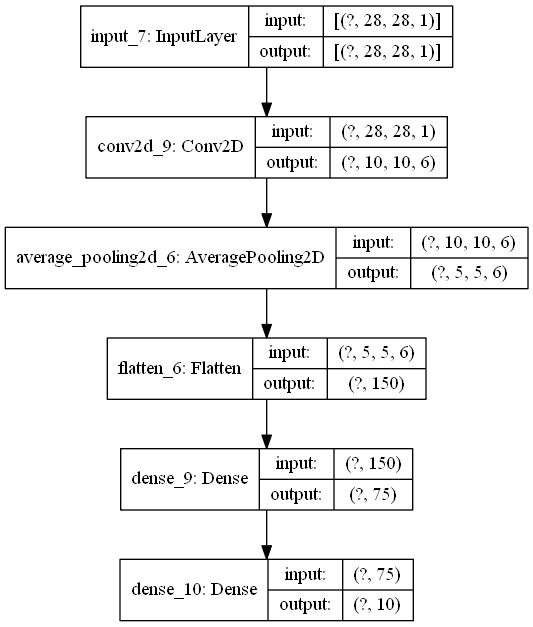 input_7: InputLayer
input: [(?, 28, 28, 1)]
output: [(?, 28, 28, 1)]
conv2d_9: Conv2D
input: (?, 28, 28, 1)
output: (?, 10, 10, 6)
average_pooling2d_6: AveragePooling2D
input: (?, 10, 10, 6)
output: (?, 5, 5, 6)
flatten_6: Flatten
input: (?, 5, 5, 6)
output: (?, 150)
dense_9: Dense
input: (?, 150)
output: (?, 75)
dense_10: Dense
input: (?, 75)
output: (?, 10)